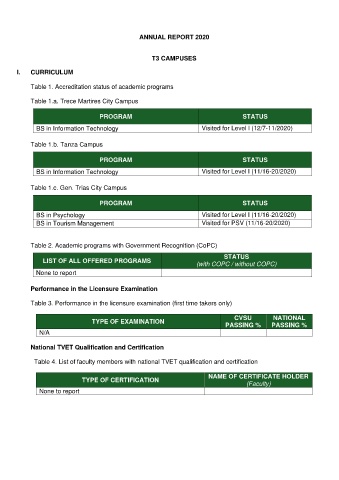 ANNUAL REPORT 2020
T3 CAMPUSES
I. CURRICULUM
Table 1. Accreditation status of academic programs
Table 1.a. Trece Martires City Campus
PROGRAM STATUS
BS in Information Technology Visited for Level I (12/7-11/2020)
Table 1.b. Tanza Campus
PROGRAM STATUS
BS in Information Technology Visited for Level I (11/16-20/2020)
Table 1.c. Gen. Trias City Campus
PROGRAM STATUS
BS in Psychology Visited for Level I (11/16-20/2020)
BS in Tourism Management Visited for PSV (11/16-20/2020)
Table 2. Academic programs with Government Recognition (CoPC)
LIST OF ALL OFFERED PROGRAMS STATUS
(with COPC / without COPC)
None to report
Performance in the Licensure Examination
Table 3. Performance in the licensure examination (first time takers only)
TYPE OF EXAMINATION CVSU PASSING % NATIONAL PASSING %
N/A
National TVET Qualification and Certification
Table 4. List of faculty members with national TVET qualification and certification
TYPE OF CERTIFICATION NAME OF CERTIFICATE HOLDER
(Faculty)
None to report